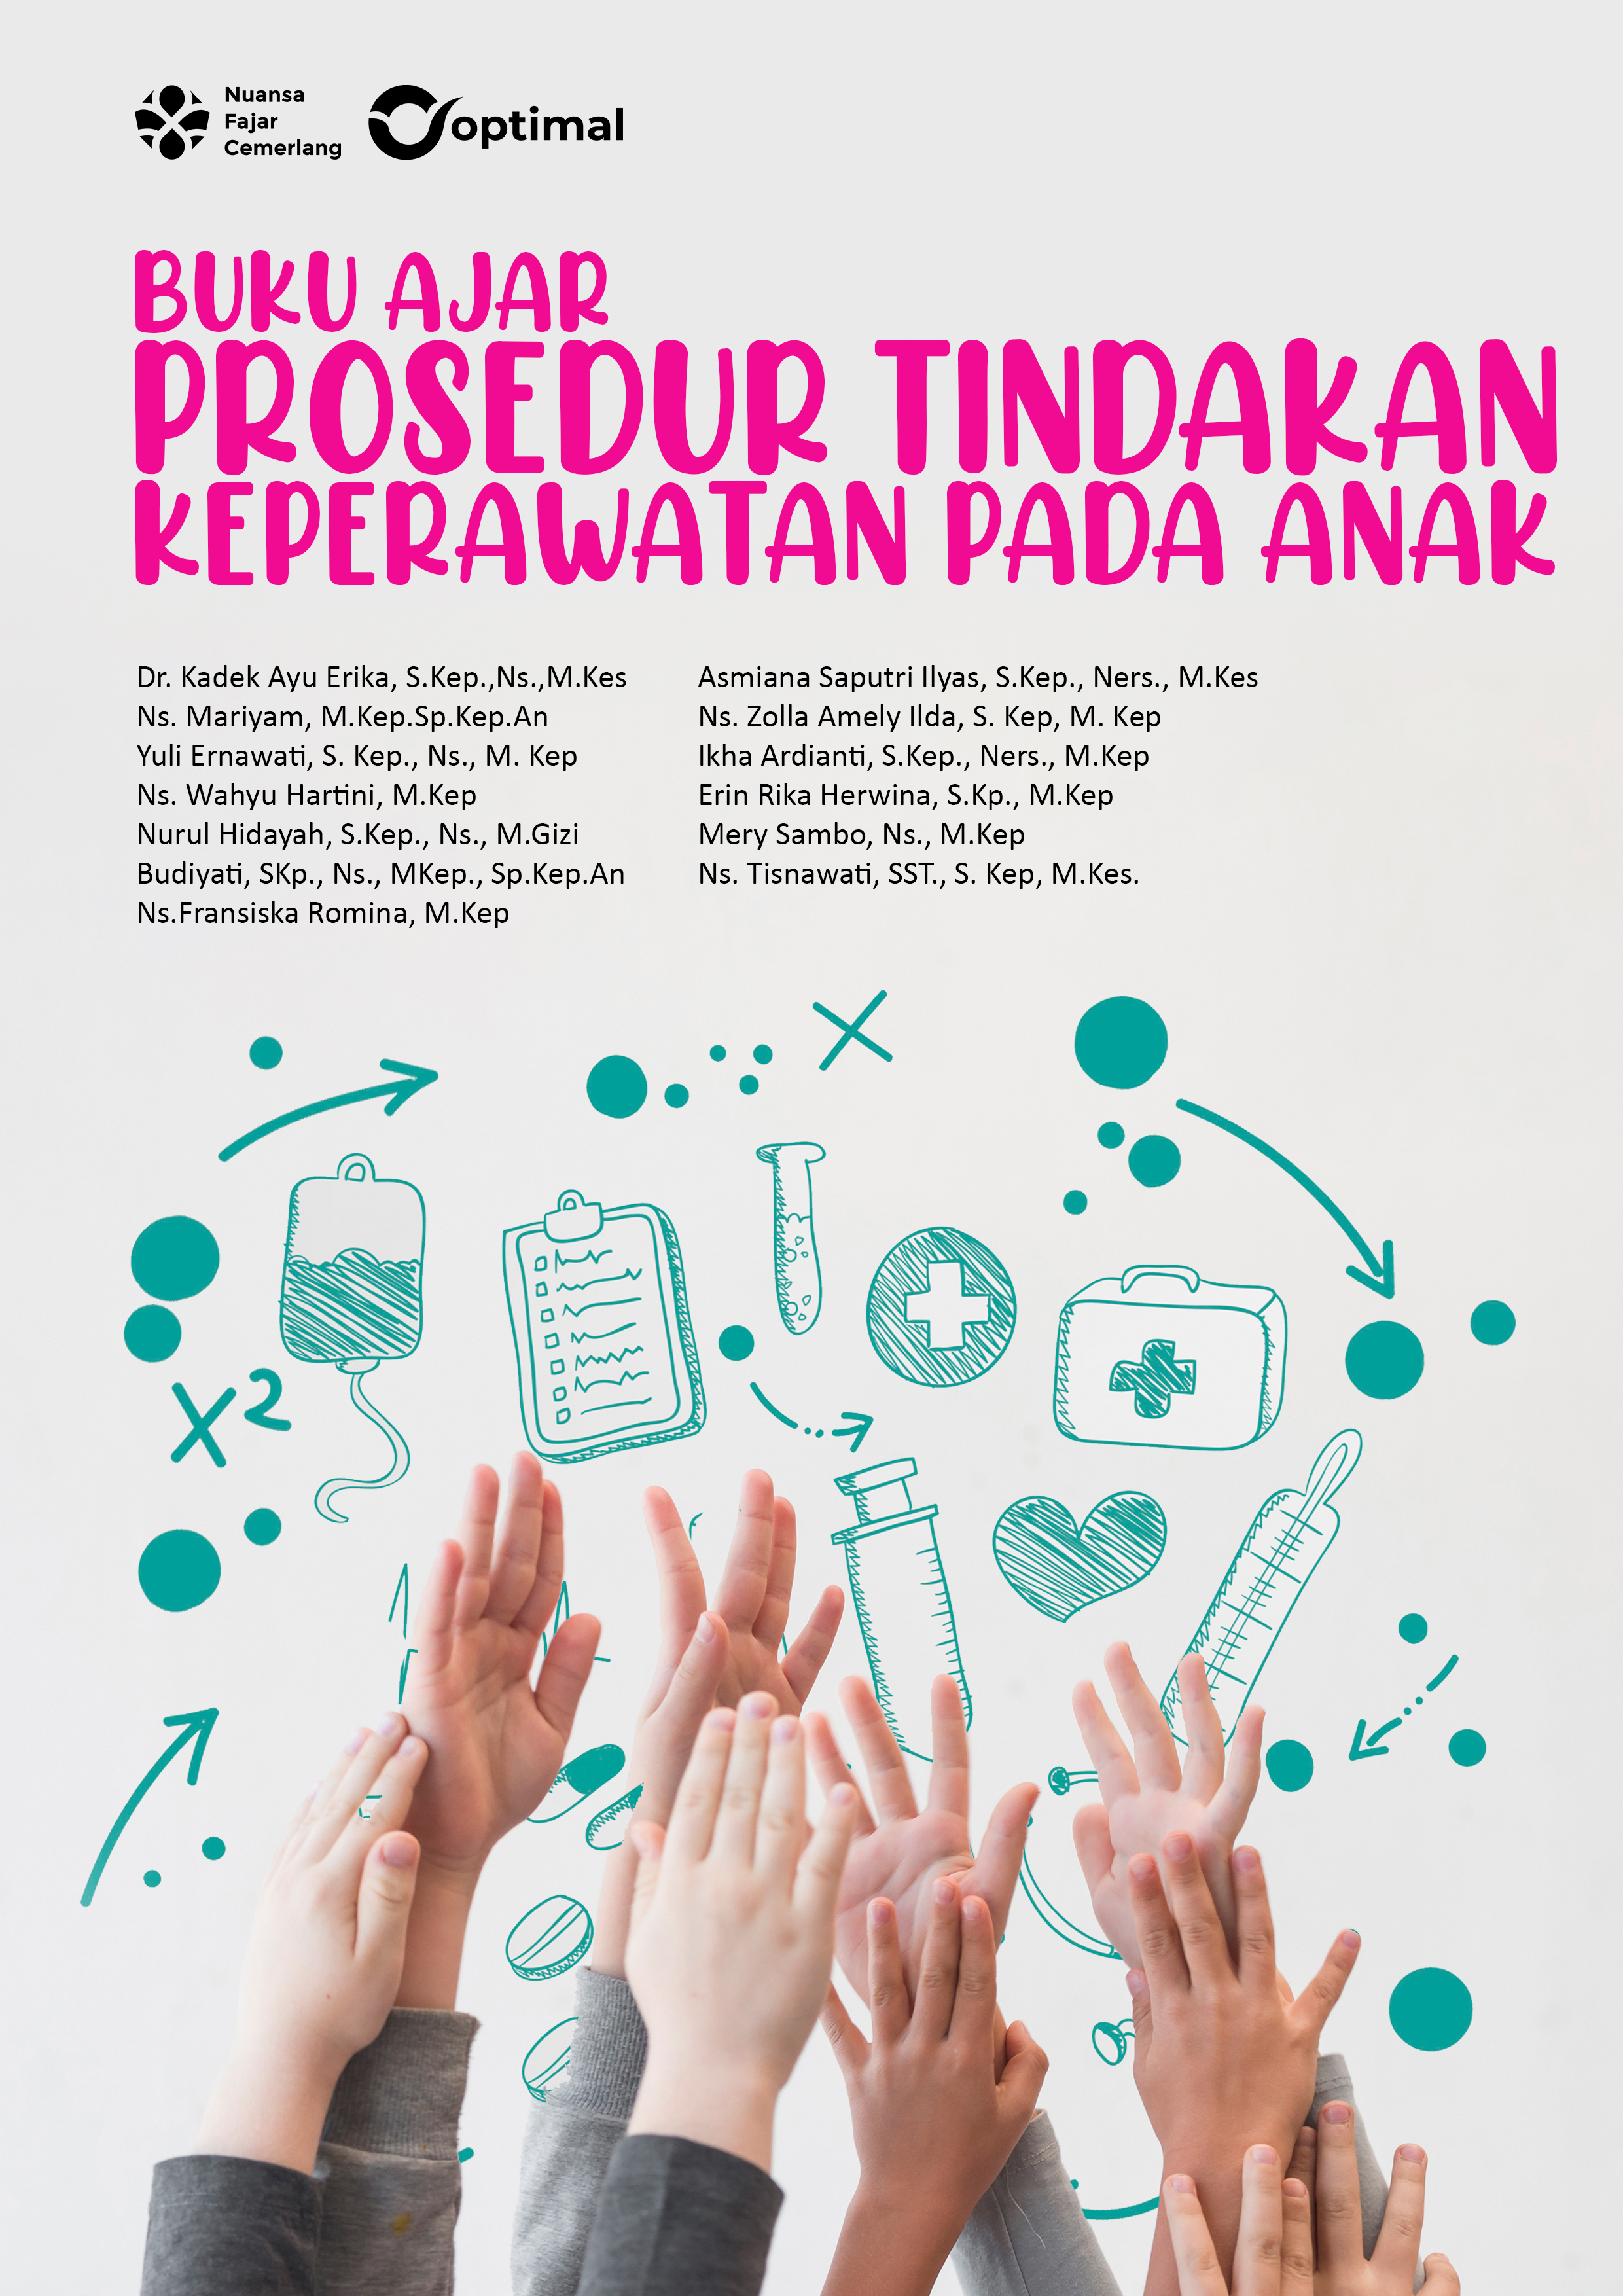 Nuansa
Fajar
Cemerlang
optimal
BUKU AJAR
PROSEDUR TINDAKAN
KEPERAWATAN PADA ANAK
Dr. Kadek Ayu Erika, S.Kep.,Ns.,M.Kes
Ns. Mariyam, M.Kep.Sp.Kep.An
Yuli Ernawati, S. Kep., Ns., M. Kep
Ns. Wahyu Hartini, M.Kep
Nurul Hidayah, S.Kep., Ns., M.Gizi
Budiyati, SKp., Ns., MKep., Sp.Kep.An
Ns.Fransiska Romina, M.Kep
Asmiana Saputri Ilyas, S.Kep., Ners., M.Kes
Ns. Zolla Amely Ilda, S. Kep, M. Kep
Ikha Ardianti, S.Kep., Ners., M.Kep
Erin Rika Herwina, S.Kp., M.Kep
Mery Sambo, Ns., M.Kep
Ns. Tisnawati, SST., S. Kep, M.Kes.
X²